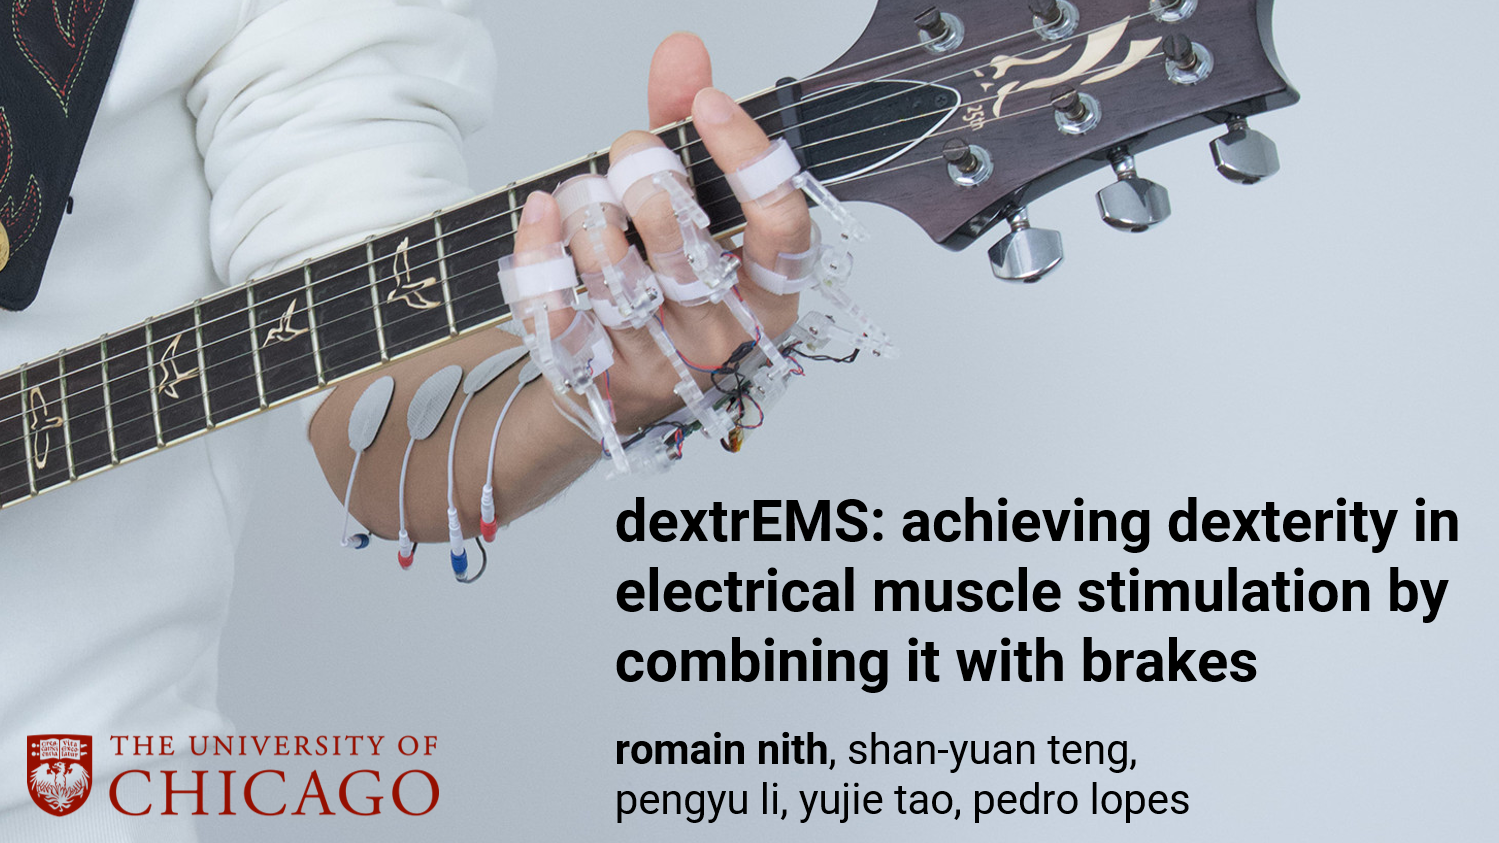 25th
dextrEMS: achieving dexterity in
electrical muscle stimulation by
combining it with brakes
romain nith, shan-yuan teng,
pengyu li, yujie tao, pedro lopes
THE UNIVERSITY OF
CHICAGO